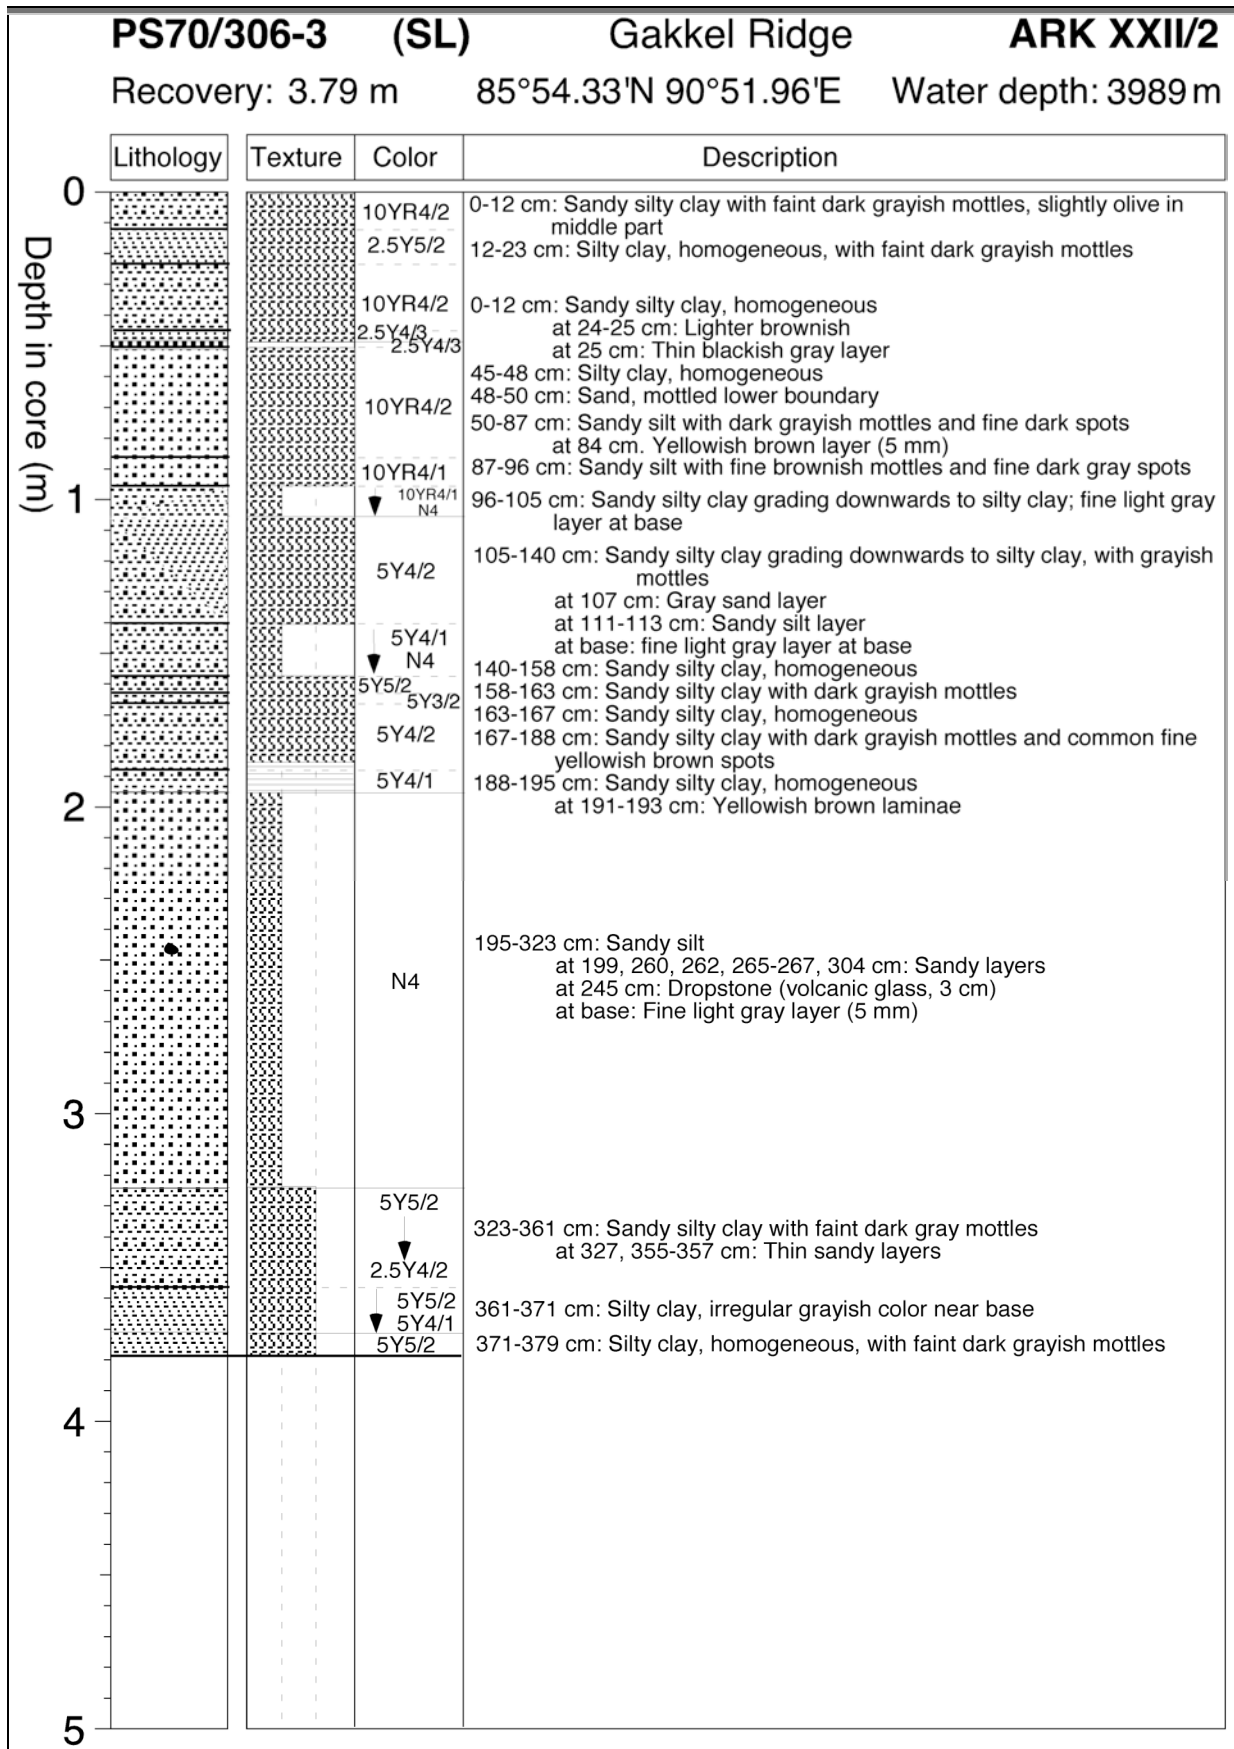 PS70/306-3 (SL) Gakkel Ridge ARK XXII/2
Recovery: 3.79 m 85°54.33'N 90°51.96'E Water depth: 3989 m
Lithology Texture Color Description
Depth in core (m)
0
1
2
3
4
5
10YR4/2
2.5Y5/2
10YR4/2
2.5Y4/3
2.5Y4/3
10YR4/2
10YR4/1
10YR4/1
N4
5Y4/2
5Y4/1
N4
5Y5/2
5Y3/2
5Y4/2
5Y4/1
N4
5Y5/2
2.5Y4/2
5Y5/2
5Y4/1
5Y5/2
0-12 cm: Sandy silty clay with faint dark grayish mottles, slightly olive in
middle part
12-23 cm: Silty clay, homogeneous, with faint dark grayish mottles
0-12 cm: Sandy silty clay, homogeneous
at 24-25 cm: Lighter brownish
at 25 cm: Thin blackish gray layer
45-48 cm: Silty clay, homogeneous
48-50 cm: Sand, mottled lower boundary
50-87 cm: Sandy silt with dark grayish mottles and fine dark spots
at 84 cm. Yellowish brown layer (5 mm)
87-96 cm: Sandy silt with fine brownish mottles and fine dark gray spots
96-105 cm: Sandy silty clay grading downwards to silty clay; fine light gray
layer at base
105-140 cm: Sandy silty clay grading downwards to silty clay, with grayish
mottles
at 107 cm: Gray sand layer
at 111-113 cm: Sandy silt layer
at base: fine light gray layer at base
140-158 cm: Sandy silty clay, homogeneous
158-163 cm: Sandy silty clay with dark grayish mottles
163-167 cm: Sandy silty clay, homogeneous
167-188 cm: Sandy silty clay with dark grayish mottles and common fine
yellowish brown spots
188-195 cm: Sandy silty clay, homogeneous
at 191-193 cm: Yellowish brown laminae
195-323 cm: Sandy silt
at 199, 260, 262, 265-267, 304 cm: Sandy layers
at 245 cm: Dropstone (volcanic glass, 3 cm)
at base: Fine light gray layer (5 mm)
323-361 cm: Sandy silty clay with faint dark gray mottles
at 327, 355-357 cm: Thin sandy layers
361-371 cm: Silty clay, irregular grayish color near base
371-379 cm: Silty clay, homogeneous, with faint dark grayish mottles